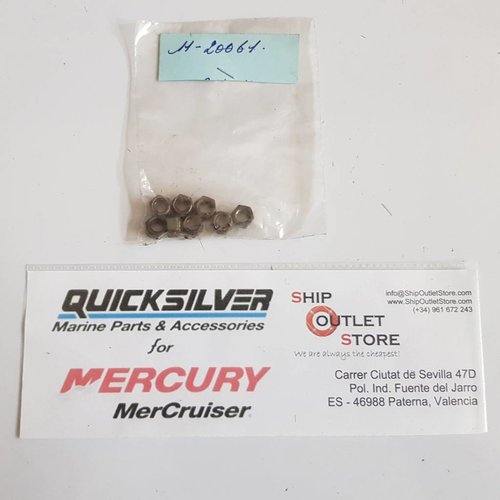 M-20061.
QUICKSILVER
Marine Parts & Accessories
for
MERCURY
MerCruiser
SHIP
OUTLET
STORE
We are always the cheapest!
info@ShipOutletStore.com
www.ShipOutletStore.com
(+34) 961 672 243
Carrer Ciutat de Sevilla 47D
Pol. Ind. Fuente del Jarro
ES - 46988 Paterna, Valencia